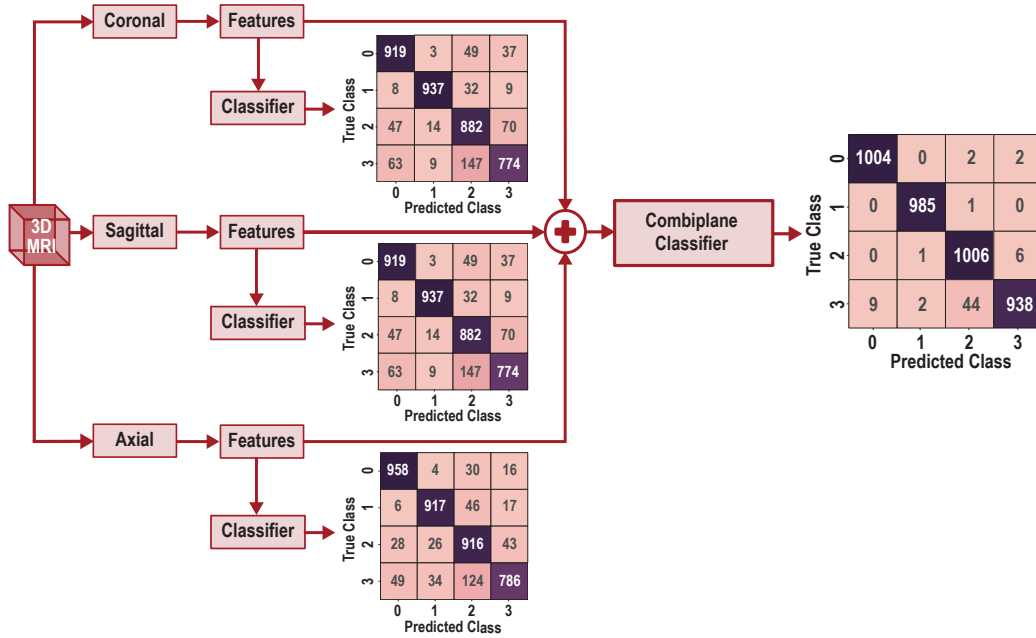 Coronal
Features
Classifier
True Class
0 919 3 49 37
1 8 937 32 9
2 47 14 882 70
3 63 9 147 774
0 1 2 3
Predicted Class
3D
MRI
Sagittal
Features
Classifier
True Class
0 919 3 49 37
1 8 937 32 9
2 47 14 882 70
3 63 9 147 774
0 1 2 3
Predicted Class
Axial
Features
Classifier
True Class
0 958 4 30 16
1 6 917 46 17
2 28 26 916 43
3 49 34 124 786
0 1 2 3
Predicted Class
Combiplane
Classifier
True Class
0 1004 0 2 2
1 0 985 1 0
2 0 1 1006 6
3 9 2 44 938
0 1 2 3
Predicted Class